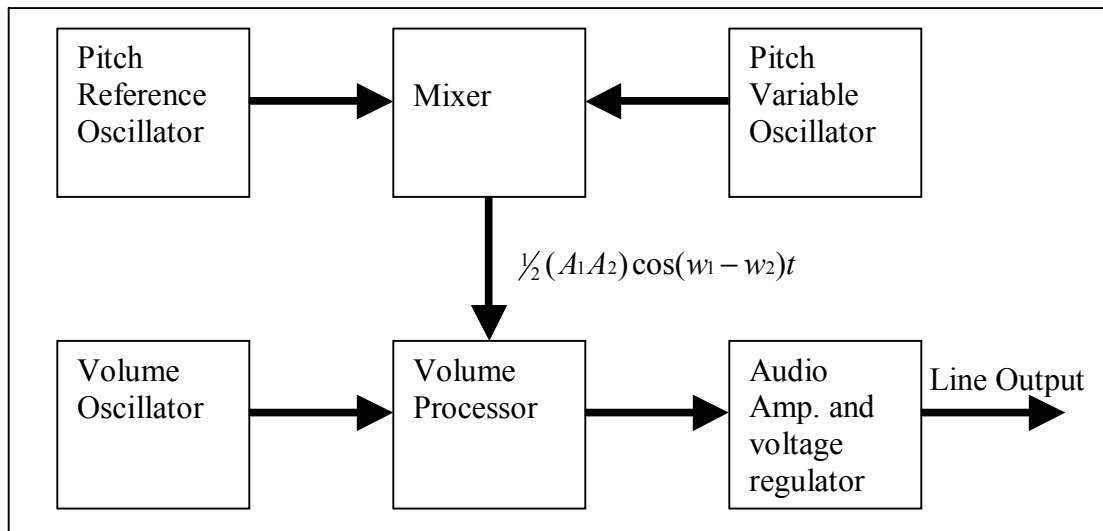 Pitch
Reference
Oscillator
Mixer
Pitch
Variable
Oscillator
½(A1A2)cos(w1 − w2)t
Volume
Oscillator
Volume
Processor
Audio
Amp. and
voltage
regulator
Line Output